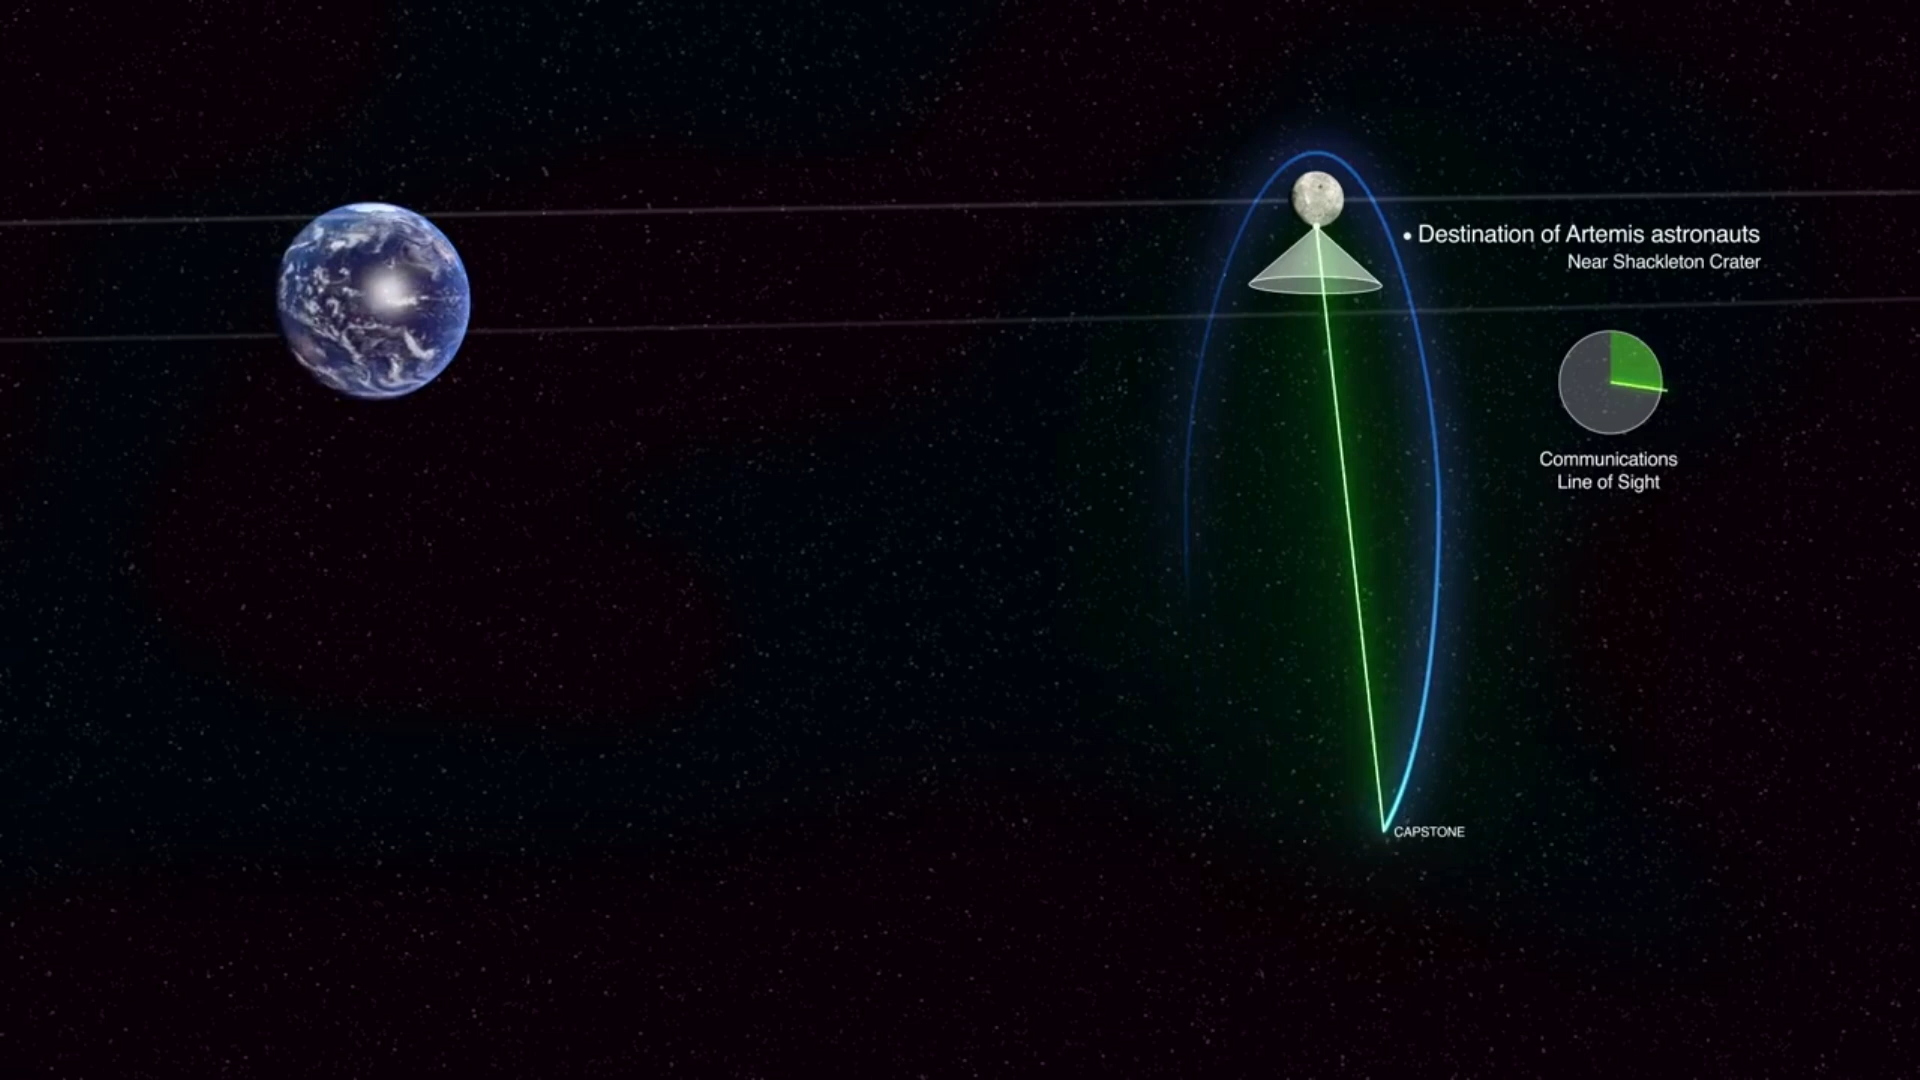 • Destination of Artemis astronauts
Near Shackleton Crater
Communications
Line of Sight
CAPSTONE